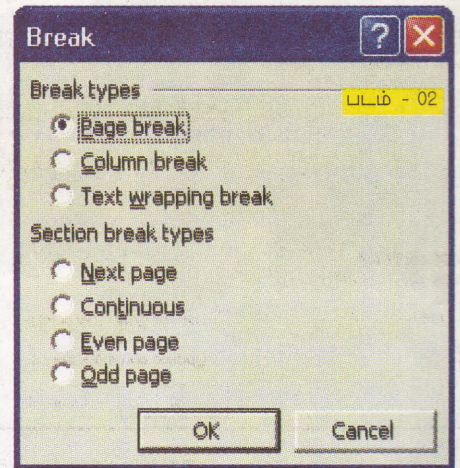 Break
Break types
படம் - 02
Page break
Column break
Text wrapping break
Section break types
Next page
Continuous
Even page
Odd page
OK
Cancel